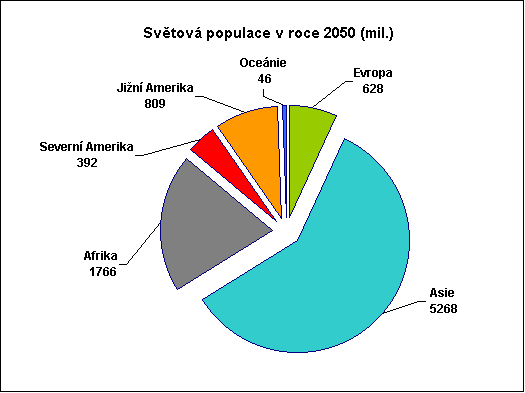 Světová populace v roce 2050 (mil.)
Oceánie
46
Evropa
628
Jižní Amerika
809
Severní Amerika
392
Afrika
1766
Asie
5268